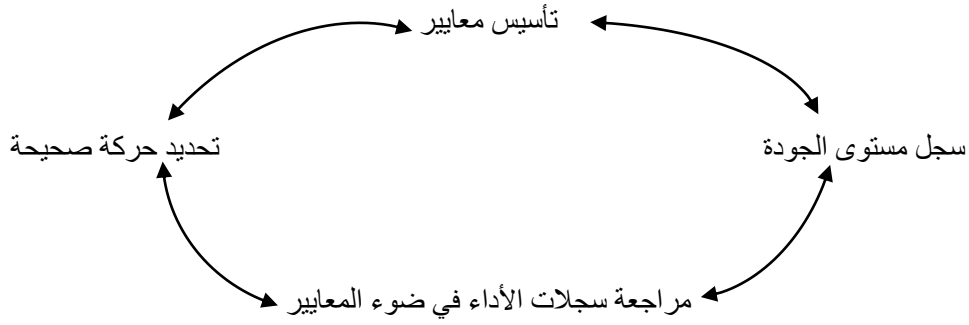 تأسيس معايير
سجل مستوى الجودة
تحديد حركة صحيحة
مراجعة سجلات الأداء في ضوء المعايير